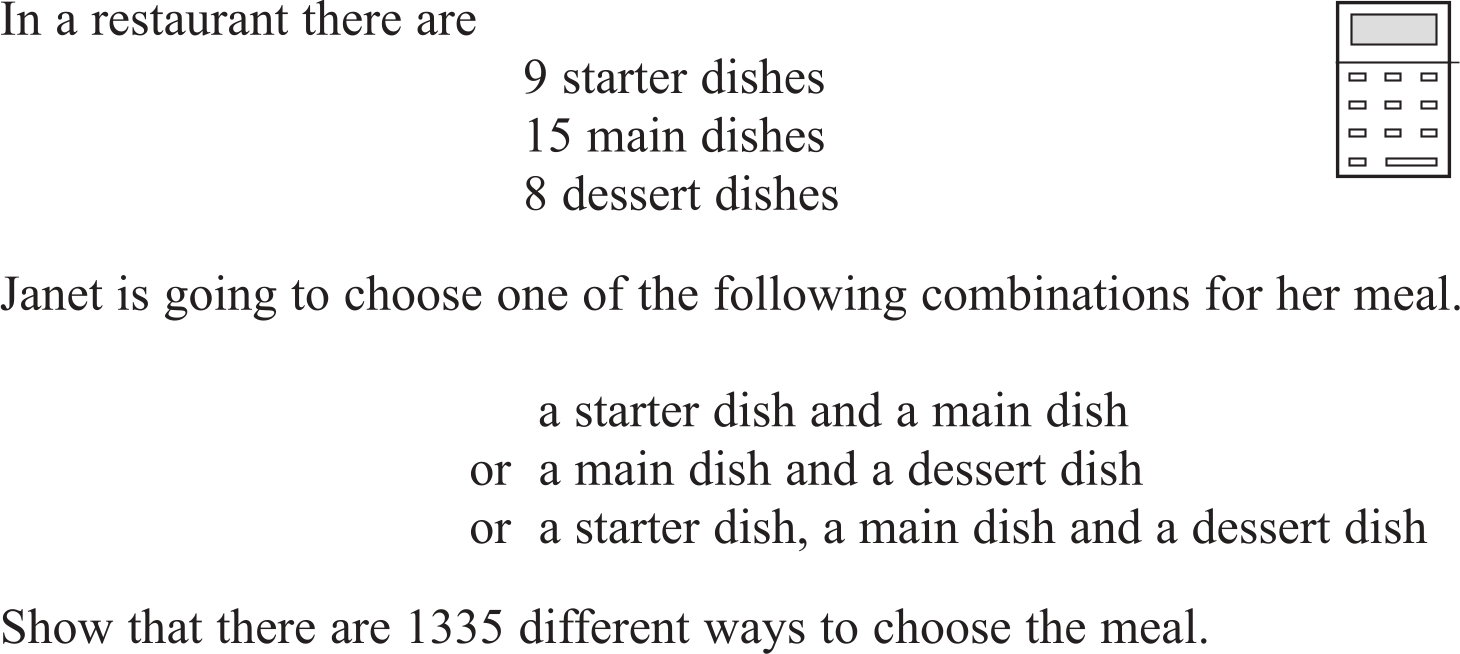 In a restaurant there are
9 starter dishes
15 main dishes
8 dessert dishes
Janet is going to choose one of the following combinations for her meal.
a starter dish and a main dish
or a main dish and a dessert dish
or a starter dish, a main dish and a dessert dish
Show that there are 1335 different ways to choose the meal.